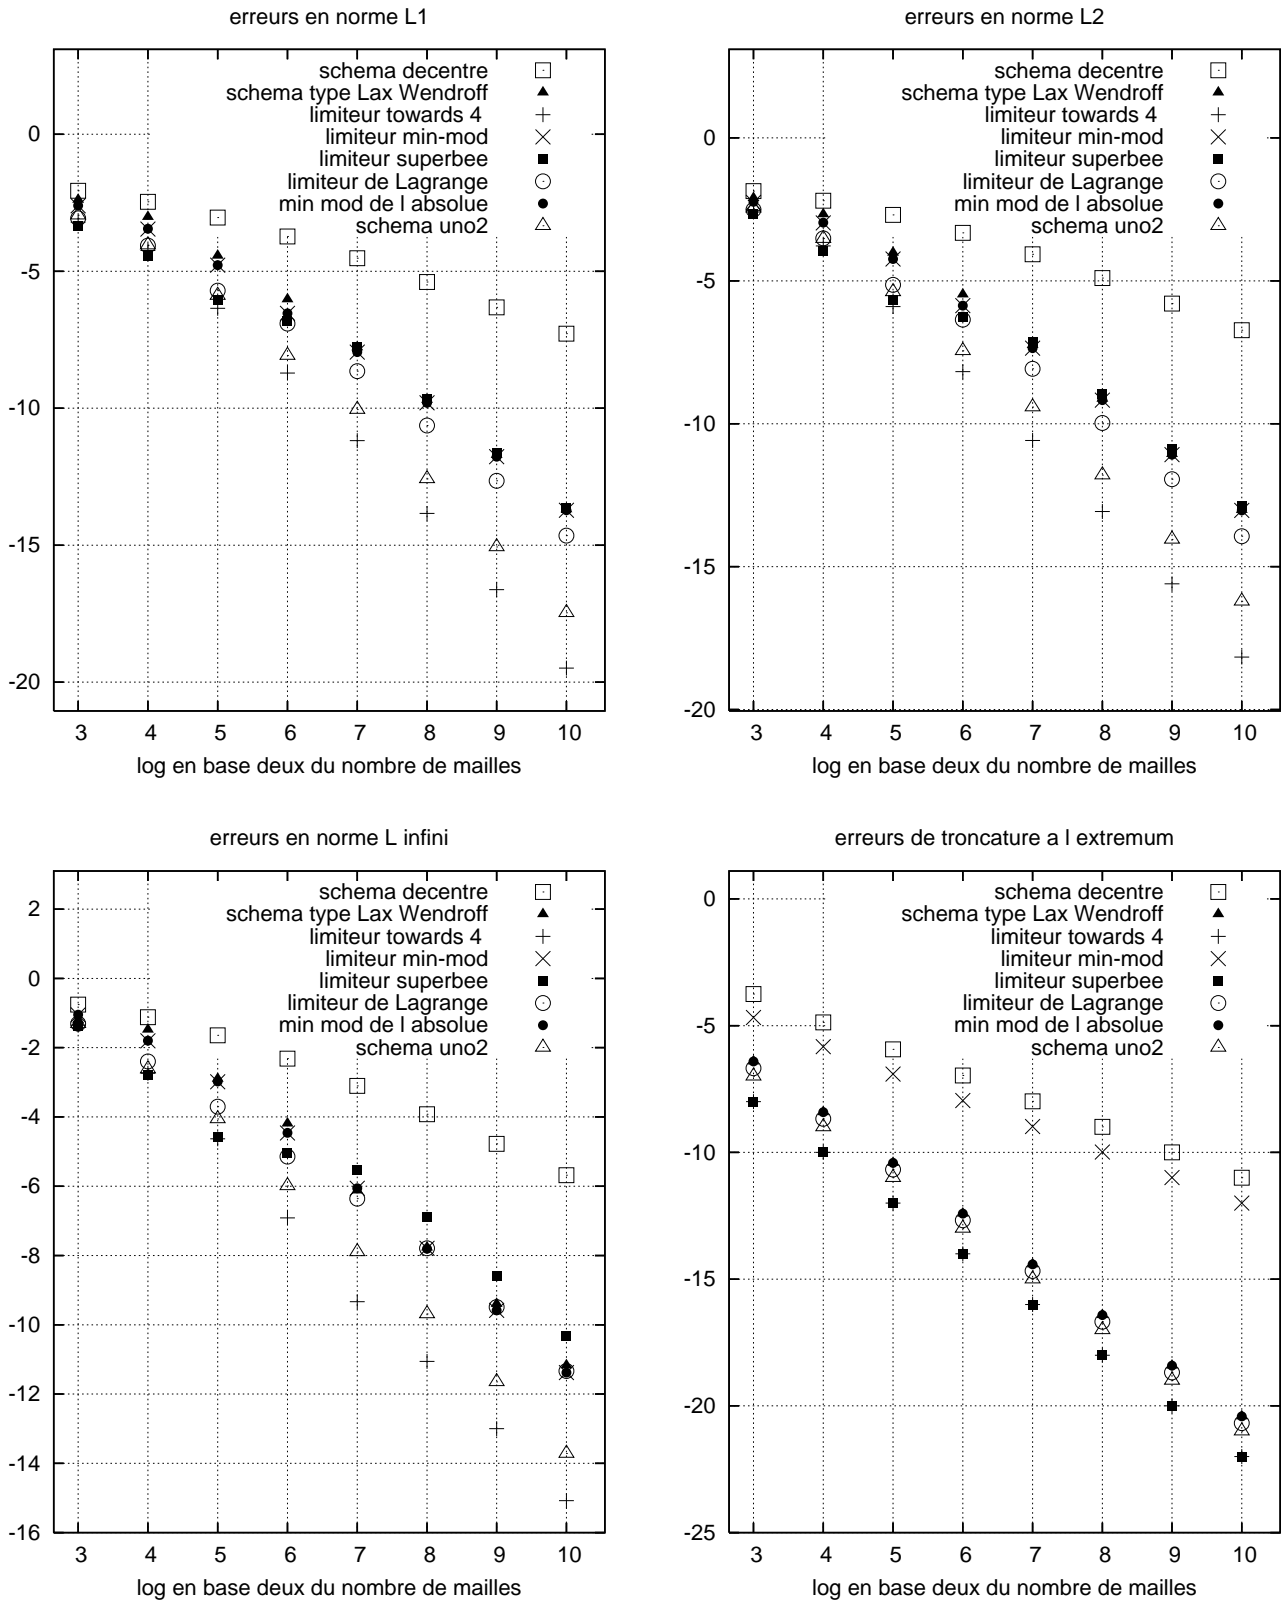 erreurs en norme L1
schema decentre
schema type Lax Wendroff
limiteur towards 4
limiteur min-mod
limiteur superbee
limiteur de Lagrange
min mod de l absolue
schema uno2
0
-5
-10
-15
-20
3 4 5 6 7 8 9 10
log en base deux du nombre de mailles
erreurs en norme L2
schema decentre
schema type Lax Wendroff
limiteur towards 4
limiteur min-mod
limiteur superbee
limiteur de Lagrange
min mod de l absolue
schema uno2
0
-5
-10
-15
-20
3 4 5 6 7 8 9 10
log en base deux du nombre de mailles
erreurs en norme L infini
schema decentre
schema type Lax Wendroff
limiteur towards 4
limiteur min-mod
limiteur superbee
limiteur de Lagrange
min mod de l absolue
schema uno2
2
0
-2
-4
-6
-8
-10
-12
-14
-16
3 4 5 6 7 8 9 10
log en base deux du nombre de mailles
erreurs de troncature a l extremum
schema decentre
schema type Lax Wendroff
limiteur towards 4
limiteur min-mod
limiteur superbee
limiteur de Lagrange
min mod de l absolue
schema uno2
0
-5
-10
-15
-20
-25
3 4 5 6 7 8 9 10
log en base deux du nombre de mailles